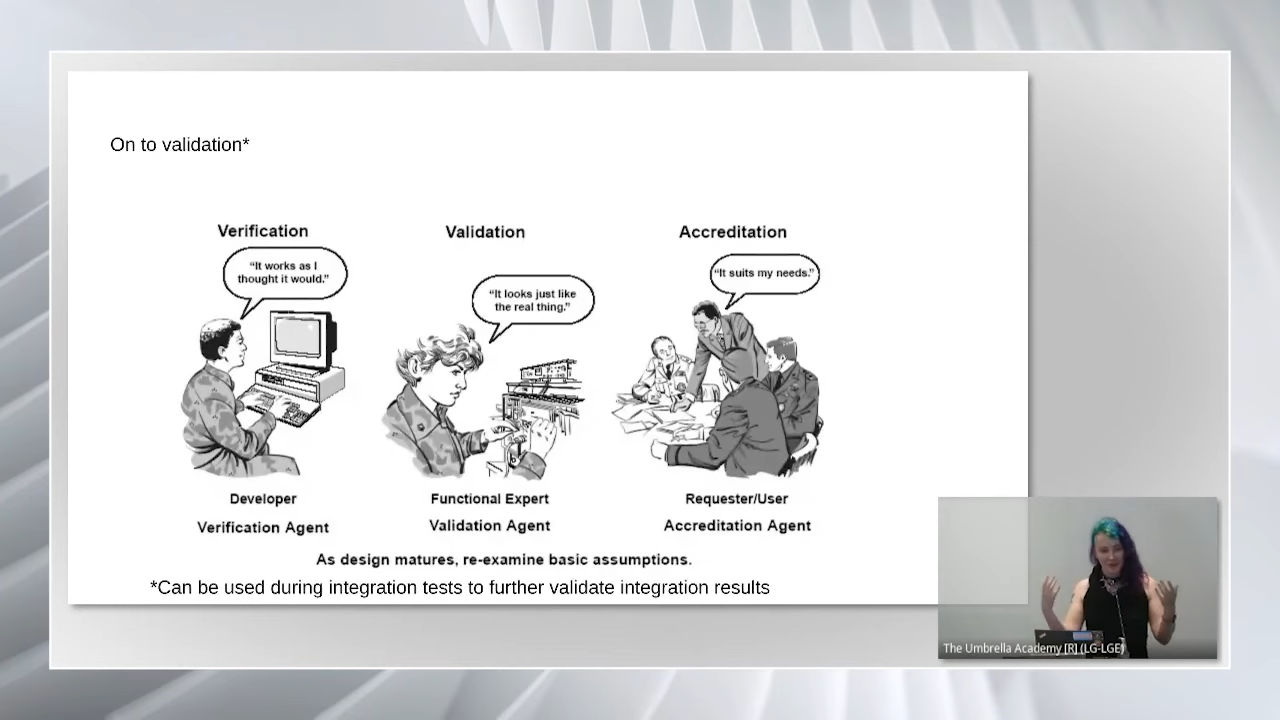 On to validation*
Verification
Validation
Accreditation
“It works as I
thought it would.”
“It looks just like
the real thing.”
“It suits my needs.”
Developer
Verification Agent
Functional Expert
Validation Agent
Requester/User
Accreditation Agent
As design matures, re-examine basic assumptions.
*Can be used during integration tests to further validate integration results
The Umbrella Academy [R] (LG-LGE)